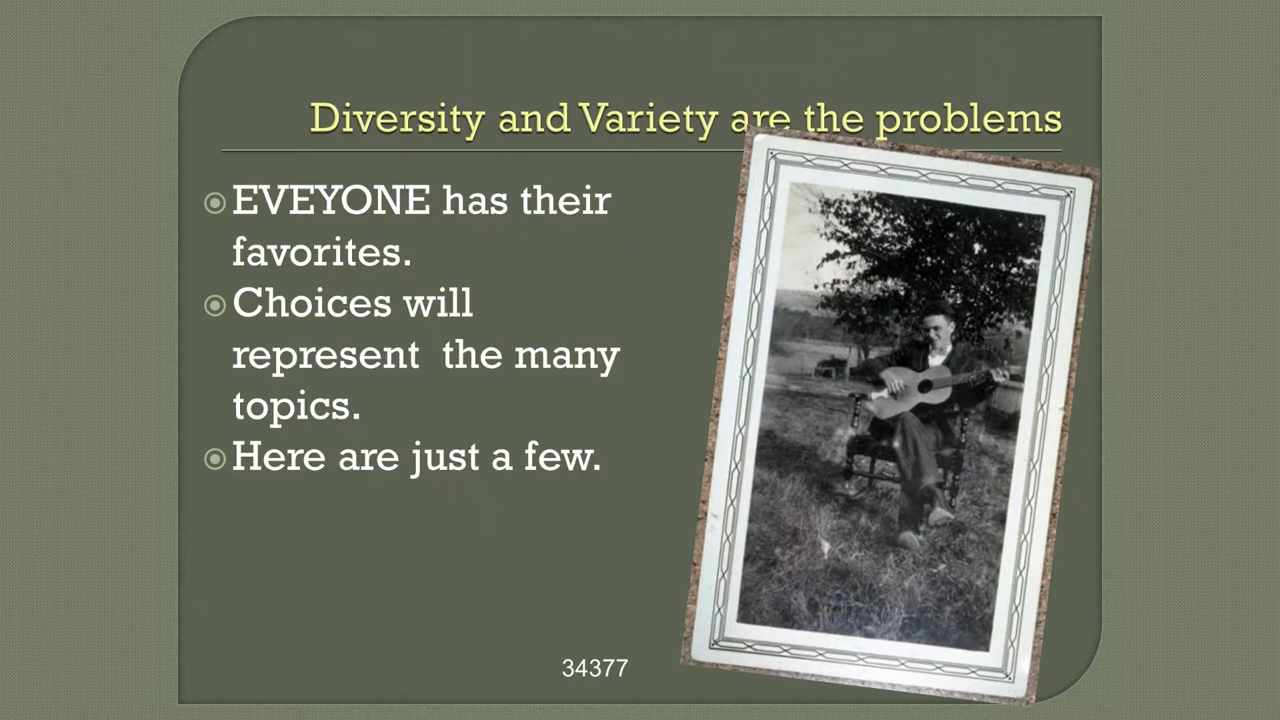 Diversity and Variety are the problems
EVEYONE has their
favorites.
Choices will
represent  the many
topics.
Here are just a few.
34377